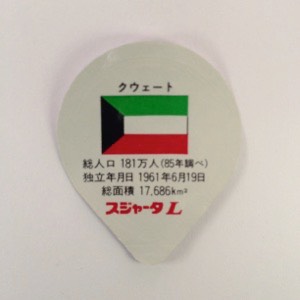 クウェート
総人口 181万人(85年調べ)
独立年月日 1961年6月19日
総面積 17,686km²
スジャータ L